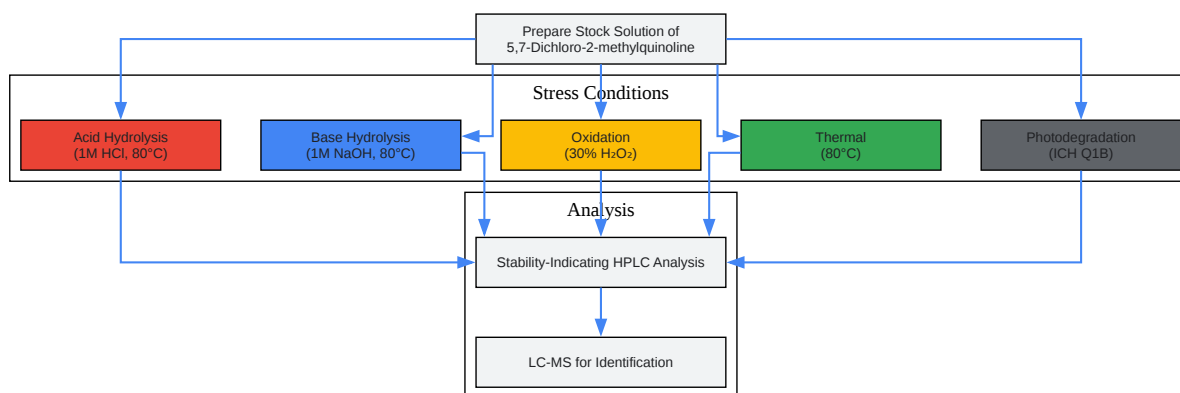 Prepare Stock Solution of
5,7-Dichloro-2-methylquinoline
Stress Conditions
Acid Hydrolysis
(1M HCl, 80°C)
Base Hydrolysis
(1M NaOH, 80°C)
Oxidation
(30% H₂O₂)
Thermal
(80°C)
Photodegradation
(ICH Q1B)
Analysis
Stability-Indicating HPLC Analysis
LC-MS for Identification